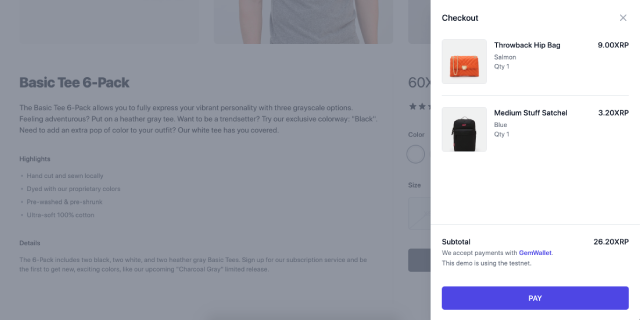 Checkout
Throwback Hip Bag 9.00XRP
Salmon
Qty 1
Medium Stuff Satchel 3.20XRP
Blue
Qty 1
Subtotal 26.20XRP
We accept payments with GemWallet.
This demo is using the testnet.
PAY
Basic Tee 6-Pack
60X
The Basic Tee 6-Pack allows you to fully express your vibrant personality with three grayscale options.
Feeling adventurous? Put on a heather gray tee. Want to be a trendsetter? Try our exclusive colorway: "Black".
Need to add an extra pop of color to your outfit? Our white tee has you covered.
Color
Highlights
Hand cut and sewn locally
Dyed with our proprietary colors
Pre-washed & pre-shrunk
Ultra-soft 100% cotton
Size
Details
The 6-Pack includes two black, two white, and two heather gray Basic Tees. Sign up for our subscription service and be
the first to get new, exciting colors, like our upcoming "Charcoal Gray" limited release.